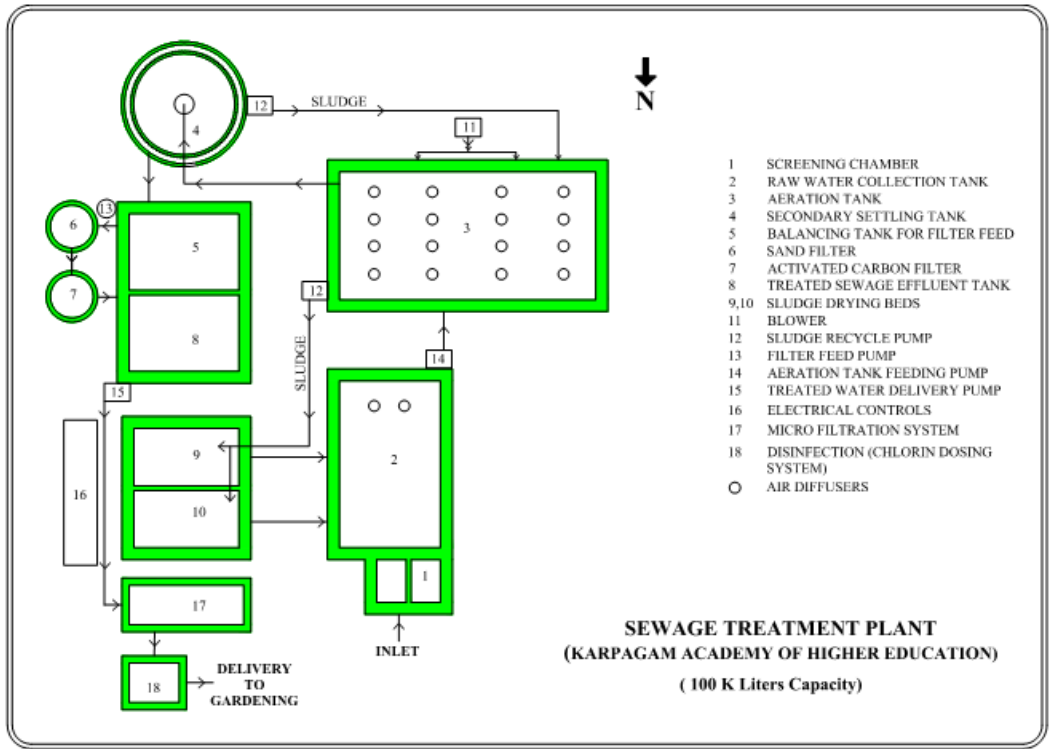 12
SLUDGE
4
11
N
13
6
5
3
7
12
8
SLUDGE
14
15
9
2
16
10
1
17
INLET
18
DELIVERY
TO
GARDENING
1 SCREENING CHAMBER
2 RAW WATER COLLECTION TANK
3 AERATION TANK
4 SECONDARY SETTLING TANK
5 BALANCING TANK FOR FILTER FEED
6 SAND FILTER
7 ACTIVATED CARBON FILTER
8 TREATED SEWAGE EFFLUENT TANK
9,10 SLUDGE DRYING BEDS
11 BLOWER
12 SLUDGE RECYCLE PUMP
13 FILTER FEED PUMP
14 AERATION TANK FEEDING PUMP
15 TREATED WATER DELIVERY PUMP
16 ELECTRICAL CONTROLS
17 MICRO FILTRATION SYSTEM
18 DISINFECTION (CHLORIN DOSING
SYSTEM)
AIR DIFFUSERS
SEWAGE TREATMENT PLANT
(KARPAGAM ACADEMY OF HIGHER EDUCATION)
( 100 K Liters Capacity)